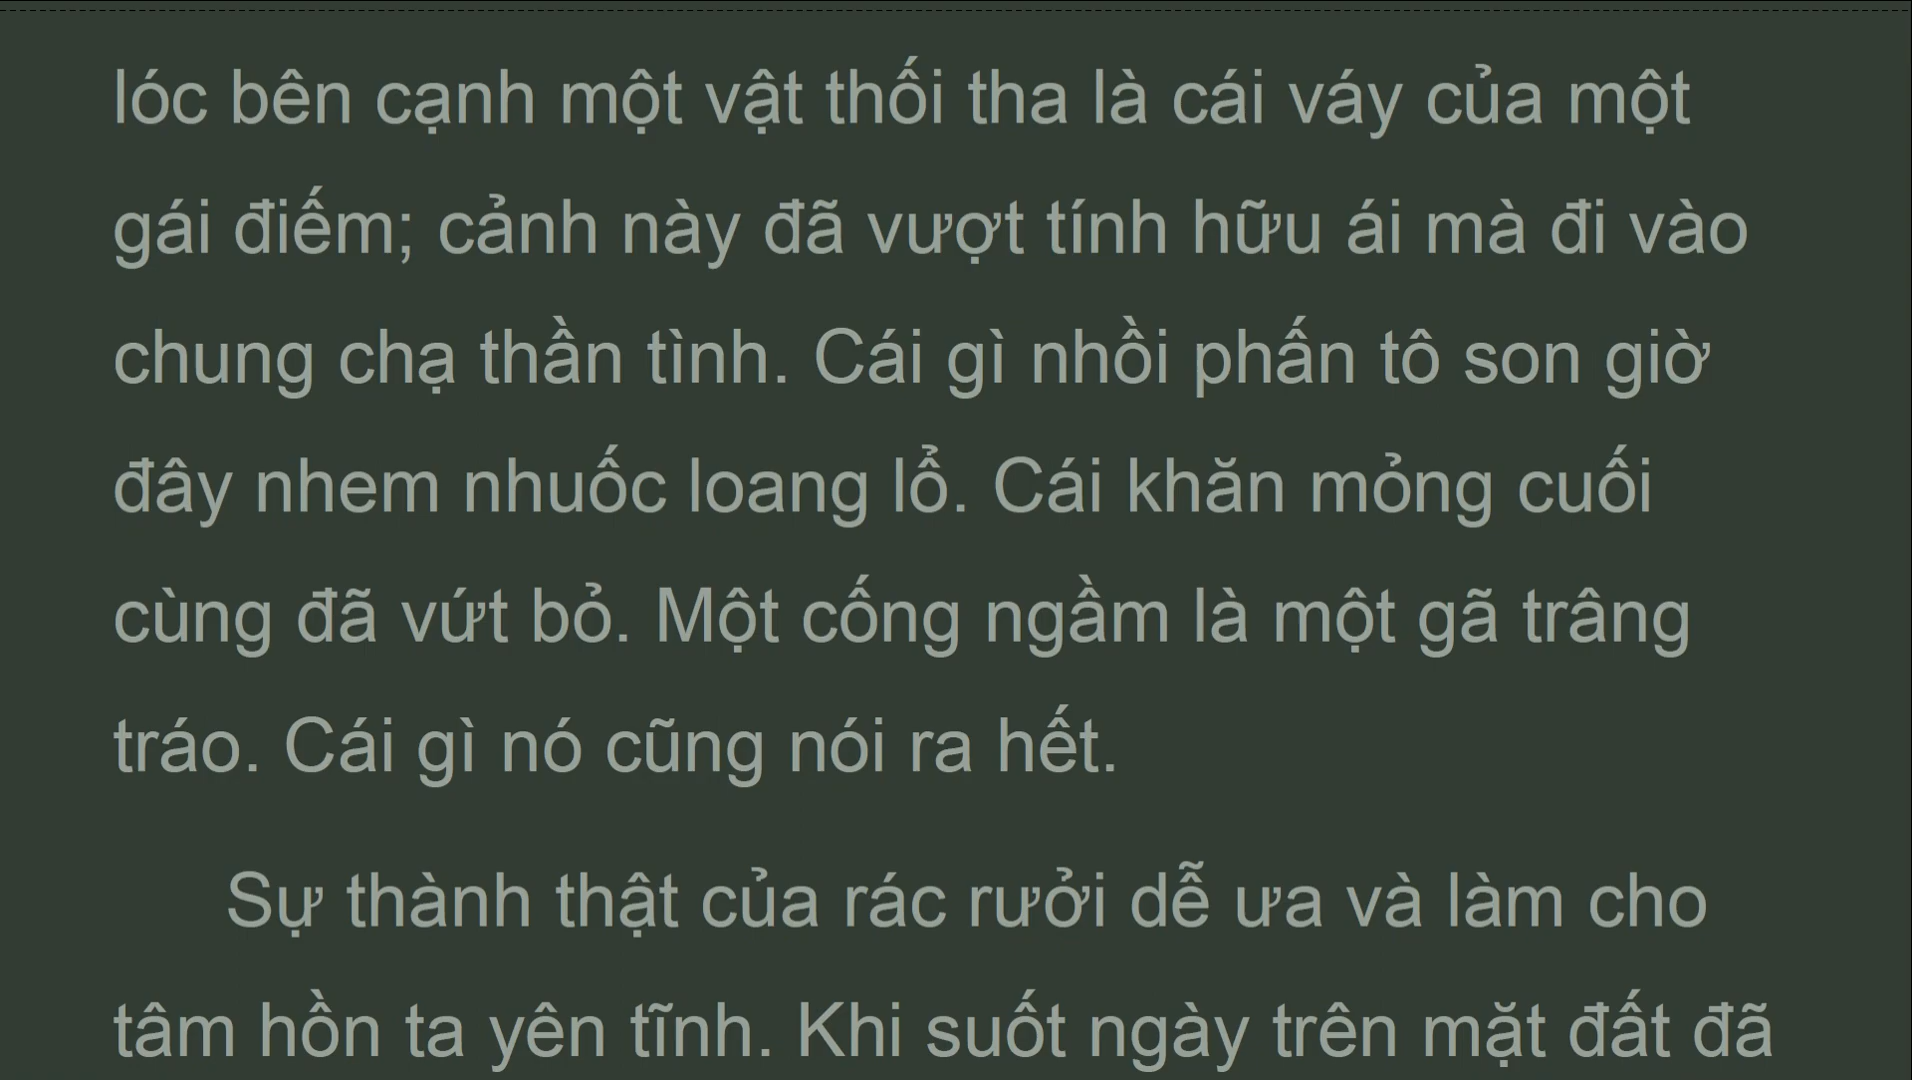 lóc bên cạnh một vật thối tha là cái váy của một
gái điếm; cảnh này đã vượt tính hữu ái mà đi vào
chung chạ thần tình. Cái gì nhồi phấn tô son giờ
đây nhem nhuốc loang lổ. Cái khăn mỏng cuối
cùng đã vứt bỏ. Một cống ngầm là một gã trâng
tráo. Cái gì nó cũng nói ra hết.
Sự thành thật của rác rưởi dễ ưa và làm cho
tâm hồn ta yên tĩnh. Khi suốt ngày trên mặt đất đã